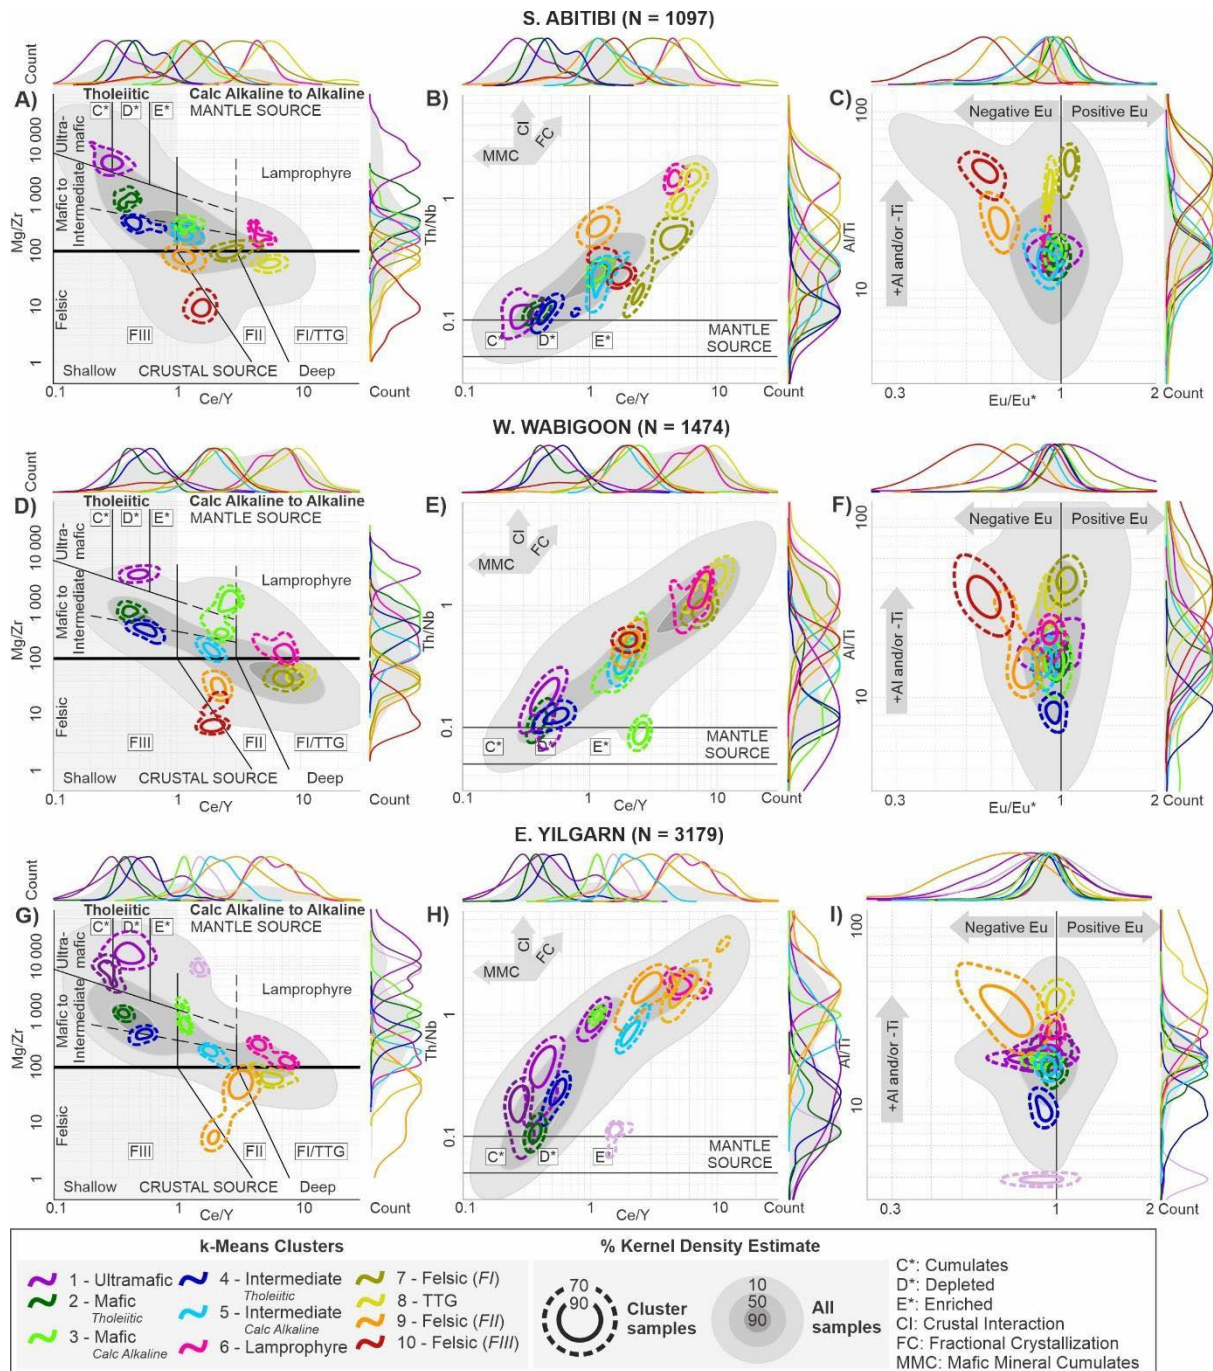 S. ABITIBI (N = 1097)
Count
A)
Tholeiitic
Calc Alkaline to Alkaline
C*
D*
E*
MANTLE SOURCE
Ultra-
mafic
Lamprophyre
Mafic to
Intermediate
Felsic
Mg/Zr
10 000
1 000
100
10
1
FIII
FII
FI/TTG
Shallow
CRUSTAL SOURCE
Deep
0.1
1
10
Ce/Y
Count
B)
CI
FC
MMC
Th/Nb
1
0.1
C*
D*
E*
MANTLE
SOURCE
0.1
1
10
Ce/Y
Count
C)
100
Negative Eu
Positive Eu
+Al and/or -Ti
Al/Ti
10
0.3
1
2
Eu/Eu*
Count
W. WABIGOON (N = 1474)
Count
D)
Tholeiitic
Calc Alkaline to Alkaline
C*
D*
E*
MANTLE SOURCE
Ultra-
mafic
Lamprophyre
Mafic to
Intermediate
Felsic
Mg/Zr
10 000
1 000
100
10
1
FIII
FII
FI/TTG
Shallow
CRUSTAL SOURCE
Deep
0.1
1
10
Ce/Y
Count
E)
CI
FC
MMC
Th/Nb
1
0.1
C*
D*
E*
MANTLE
SOURCE
0.1
1
10
Ce/Y
Count
F)
100
Negative Eu
Positive Eu
+Al and/or -Ti
Al/Ti
10
0.3
1
2
Eu/Eu*
Count
E. YILGARN (N = 3179)
Count
G)
Tholeiitic
Calc Alkaline to Alkaline
C*
D*
E*
MANTLE SOURCE
Ultra-
mafic
Lamprophyre
Mafic to
Intermediate
Felsic
Mg/Zr
10 000
1 000
100
10
1
FIII
FII
FI/TTG
Shallow
CRUSTAL SOURCE
Deep
0.1
1
10
Ce/Y
Count
H)
CI
FC
MMC
Th/Nb
1
0.1
C*
D*
E
MANTLE
SOURCE
0.1
1
10
Ce/Y
Count
I)
100
Negative Eu
Positive Eu
+Al and/or -Ti
Al/Ti
10
0.3
1
2
Eu/Eu*
Count
k-Means Clusters
1 - Ultramafic
2 - Mafic
Tholeiitic
3 - Mafic
Calc Alkaline
4 - Intermediate
Tholeiitic
5 - Intermediate
Calc Alkaline
6 - Lamprophyre
7 - Felsic (FI)
8 - TTG
9 - Felsic (FII)
10 - Felsic (FIII)
% Kernel Density Estimate
70
90
Cluster
samples
10
50
90
All
samples
C*: Cumulates
D*: Depleted
E*: Enriched
CI: Crustal Interaction
FC: Fractional Crystallization
MMC: Mafic Mineral Cumulates